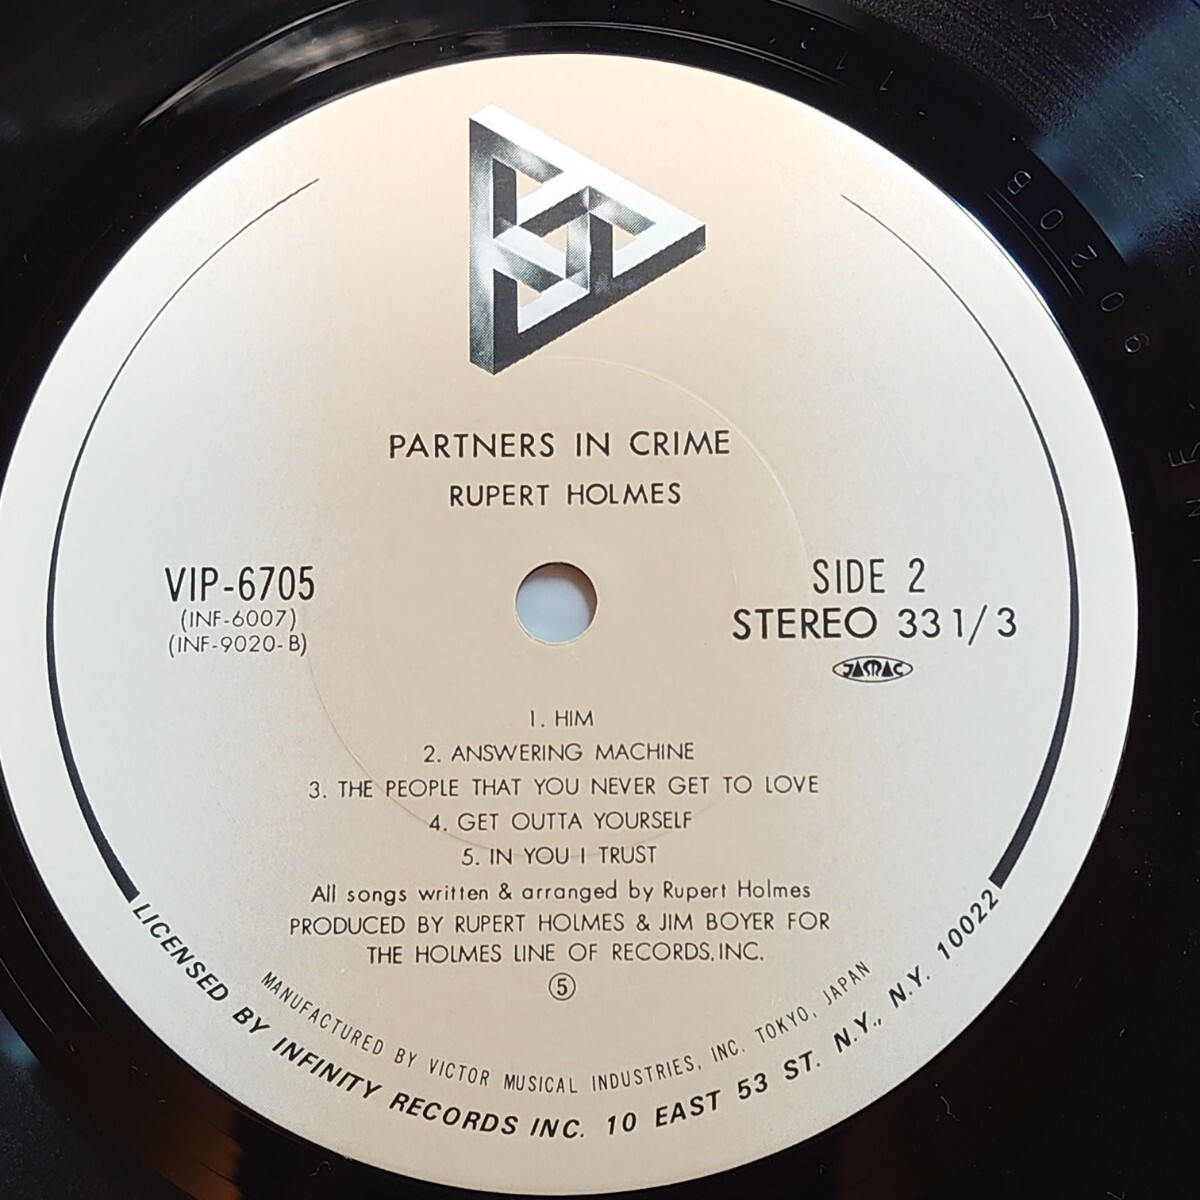 PARTNERS IN CRIME
RUPERT HOLMES
VIP-6705
(INF-6007)
(INF-9020-B)
SIDE 2
STEREO 33 1/3
JASRAC
1. HIM
2. ANSWERING MACHINE
3. THE PEOPLE THAT YOU NEVER GET TO LOVE
4. GET OUTTA YOURSELF
5. IN YOU I TRUST
All songs written & arranged by Rupert Holmes
PRODUCED BY RUPERT HOLMES & JIM BOYER FOR
THE HOLMES LINE OF RECORDS, INC.
⑤
MANUFACTURED BY VICTOR MUSICAL INDUSTRIES, INC. TOKYO, JAPAN
LICENSED BY INFINITY RECORDS INC. 10 EAST 53 ST. N.Y., N.Y. 10022
9020B